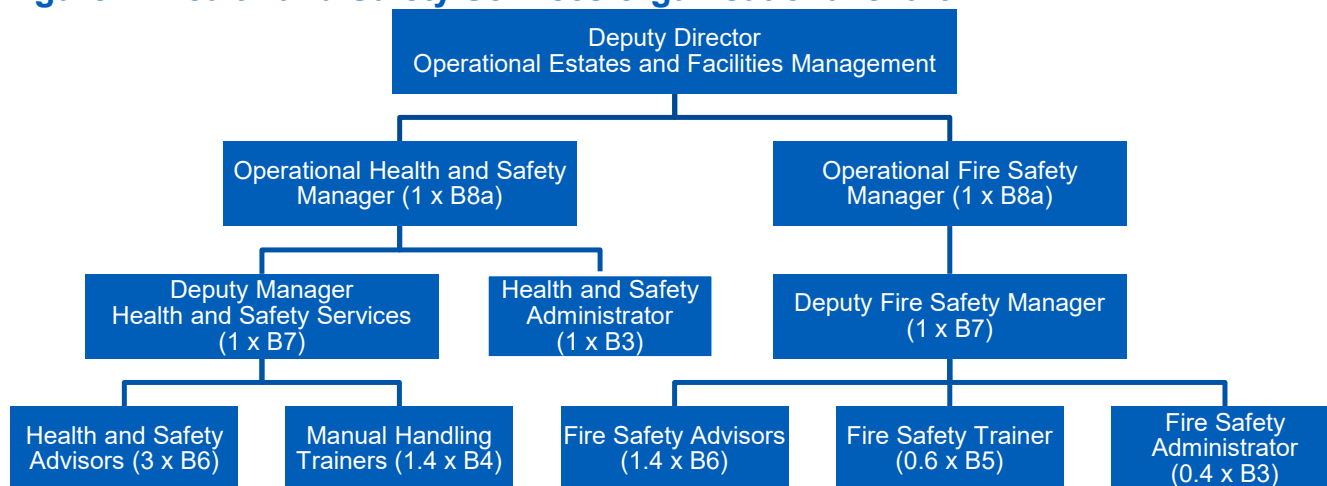 Deputy Director
Operational Estates and Facilities Management
Operational Health and Safety
Manager (1 x B8a)
Operational Fire Safety
Manager (1 x B8a)
Deputy Manager
Health and Safety Services
(1 x B7)
Health and Safety
Administrator
(1 x B3)
Deputy Fire Safety Manager
(1 x B7)
Health and Safety
Advisors (3 x B6)
Manual Handling
Trainers (1.4 x B4)
Fire Safety Advisors
(1.4 x B6)
Fire Safety Trainer
(0.6 x B5)
Fire Safety
Administrator
(0.4 x B3)